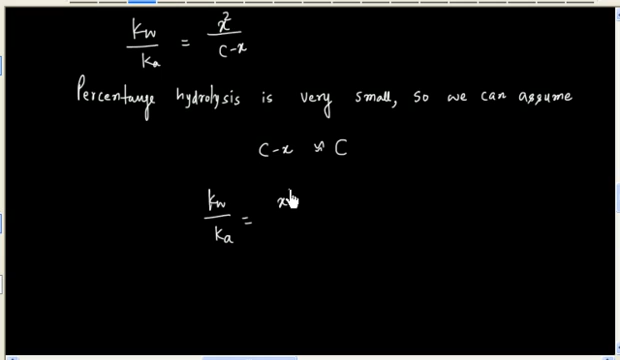 Kw/Ka = x²/C-x
Percentage hydrolysis is very small, so we can assume
C-x ≈ C
Kw/Ka = x